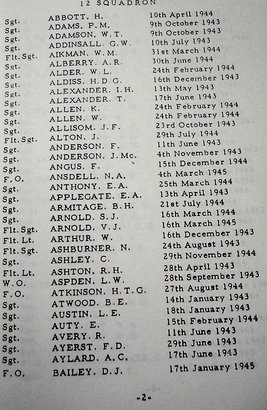 12 SQUADRON
Sgt. ABBOTT, H. 10th April 1944
Sgt. ADAMS, P.M. 9th October 1943
Sgt. ADAMSON, W.T. 9th October 1943
Sgt. ADDINSALL, G.W. 10th July 1943
Flt.Sgt. AIKMAN, W.M. 31st March 1944
Sgt. ALBERRY, A.R. 30th June 1944
Sgt. ALDER, W.L. 24th February 1944
Sgt. ALDISS, H.D.G. 16th December 1943
Sgt. ALEXANDER, I.H. 13th May 1943
Sgt. ALEXANDER, T. 17th June 1943
Sgt. ALLEN, K. 24th February 1944
Sgt. ALLEN, W. 24th February 1944
Sgt. ALLISOM, J.F. 23rd October 1943
Flt.Sgt. ALTON, J. 29th July 1944
Sgt. ANDERSON, F. 11th June 1943
Sgt. ANDERSON, J.Mc. 4th November 1943
Sgt. ANGUS, F. 15th December 1944
F.O. ANSDELL, N.A. 4th March 1945
Sgt. ANTHONY, E.A. 25th March 1944
Sgt. APPLEGATE, E.A. 13th April 1943
Sgt. ARMITAGE, B.H. 21st July 1944
Sgt. ARNOLD, S.J. 16th March 1944
Flt.Sgt. ARNOLD, V.J. 16th March 1945
Flt. Lt. ARTHUR, W. 16th December 1943
Flt.Sgt. ASHBURNER, N. 24th August 1943
Sgt. ASHLEY, C. 29th November 1944
Flt. Lt. ASHTON, R.H. 28th April 1943
W.O. ASPDEN, L.W. 28th September 1943
F.O. ATKINSON, H.T.G. 27th August 1944
Sgt. ATWOOD, B.E. 14th January 1943
Sgt. AUSTIN, L.E. 18th January 1943
Sgt. AUTY, E. 15th February 1944
Sgt. AVERY, R. 11th June 1943
Sgt. AYERST, F.D. 29th June 1943
Sgt. AYLARD, A.C. 17th June 1943
F.O. BAILEY, D.J. 17th January 1945
-2-